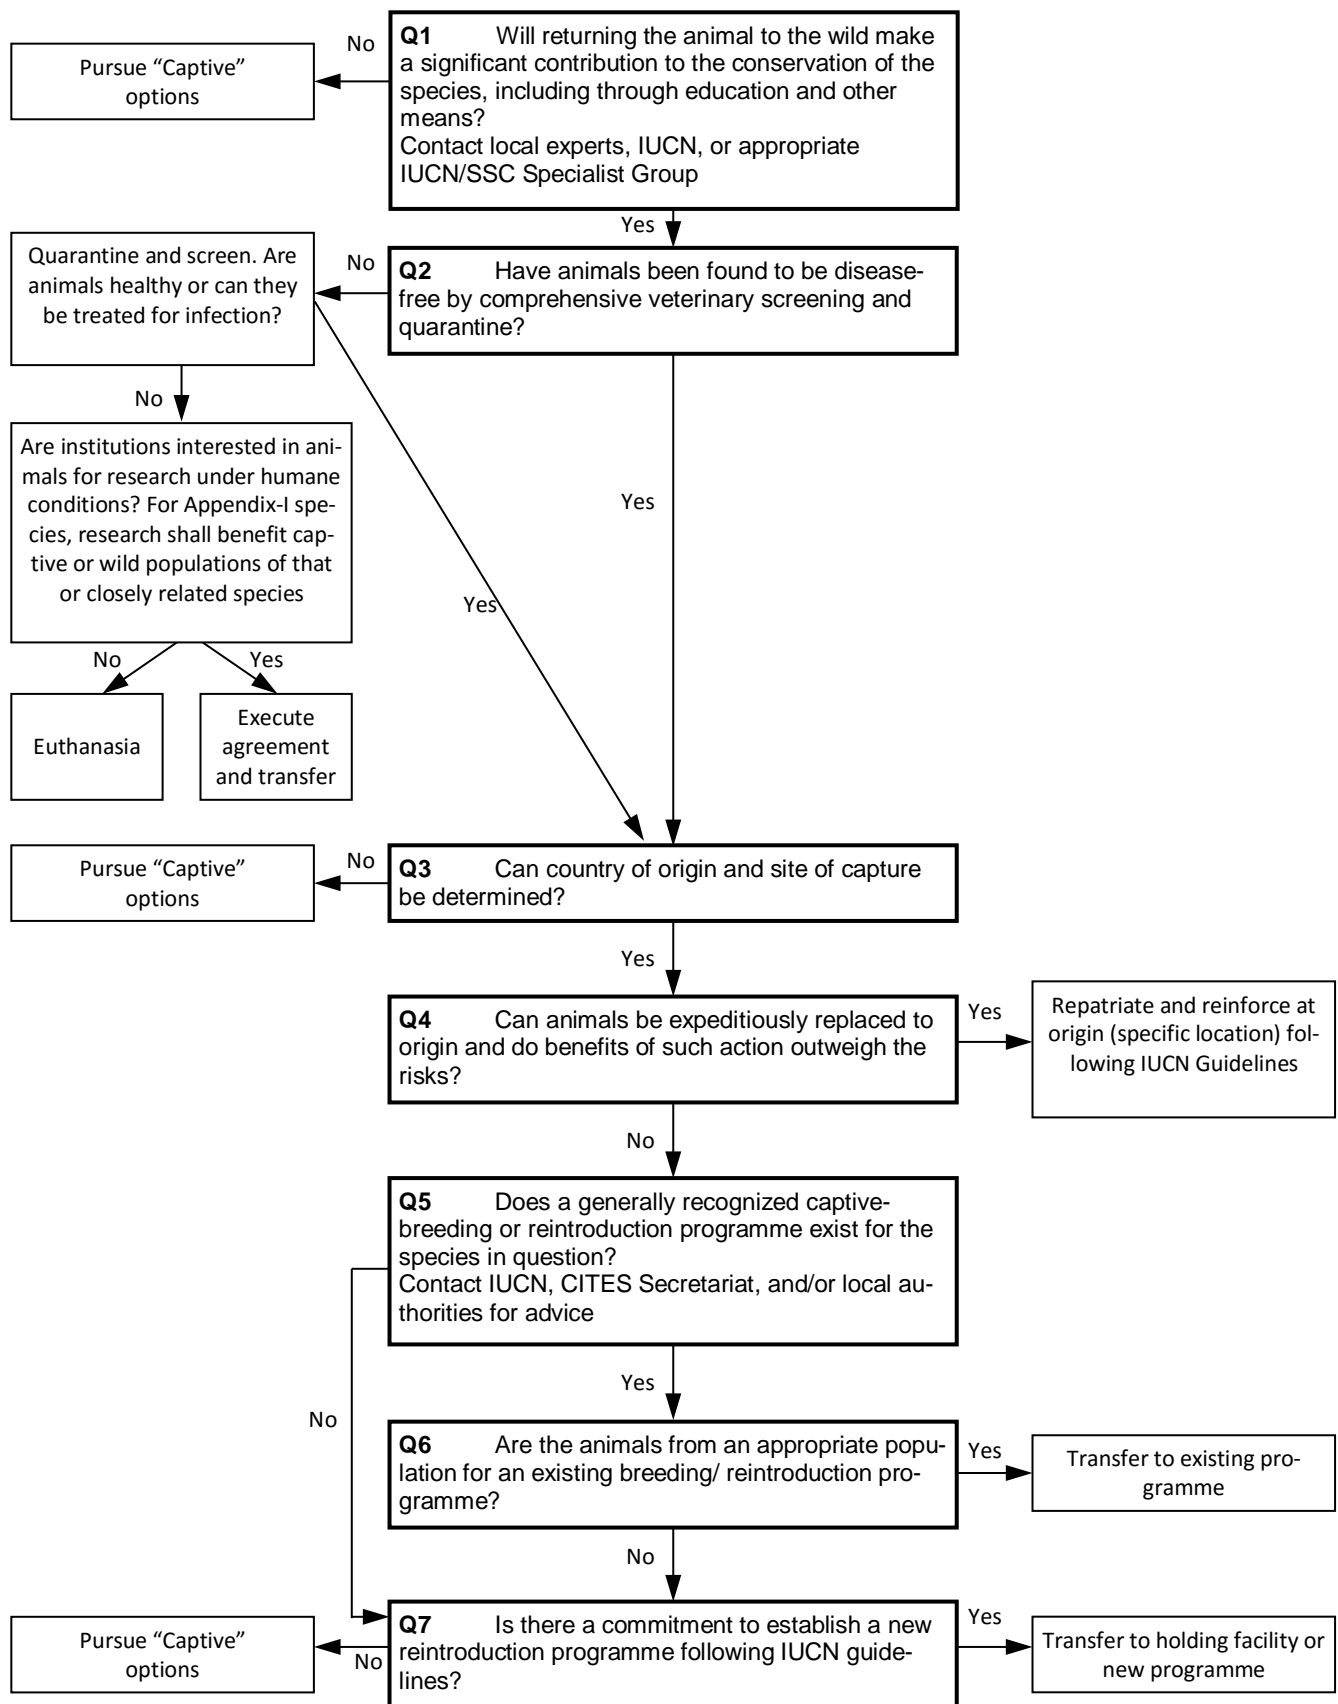 No
Q1 Will returning the animal to the wild make
a significant contribution to the conservation of the
species, including through education and other
means?
Contact local experts, IUCN, or appropriate
IUCN/SSC Specialist Group
Pursue “Captive”
options
Yes
Quarantine and screen. Are
animals healthy or can they
be treated for infection?
No
Q2 Have animals been found to be disease-
free by comprehensive veterinary screening and
quarantine?
No
Are institutions interested in ani-
mals for research under humane
conditions? For Appendix-I spe-
cies, research shall benefit cap-
tive or wild populations of that
or closely related species
Yes
Yes
No
Yes
Euthanasia
Execute
agreement
and transfer
Pursue “Captive”
options
No
Q3 Can country of origin and site of capture
be determined?
Yes
Q4 Can animals be expeditiously replaced to
origin and do benefits of such action outweigh the
risks?
Yes
Repatriate and reinforce at
origin (specific location) fol-
lowing IUCN Guidelines
No
Q5 Does a generally recognized captive-
breeding or reintroduction programme exist for the
species in question?
Contact IUCN, CITES Secretariat, and/or local au-
thorities for advice
Yes
No
Q6 Are the animals from an appropriate popu-
lation for an existing breeding/ reintroduction pro-
gramme?
Yes
Transfer to existing pro-
gramme
No
Pursue “Captive”
options
No
Q7 Is there a commitment to establish a new
reintroduction programme following IUCN guide-
lines?
Yes
Transfer to holding facility or
new programme